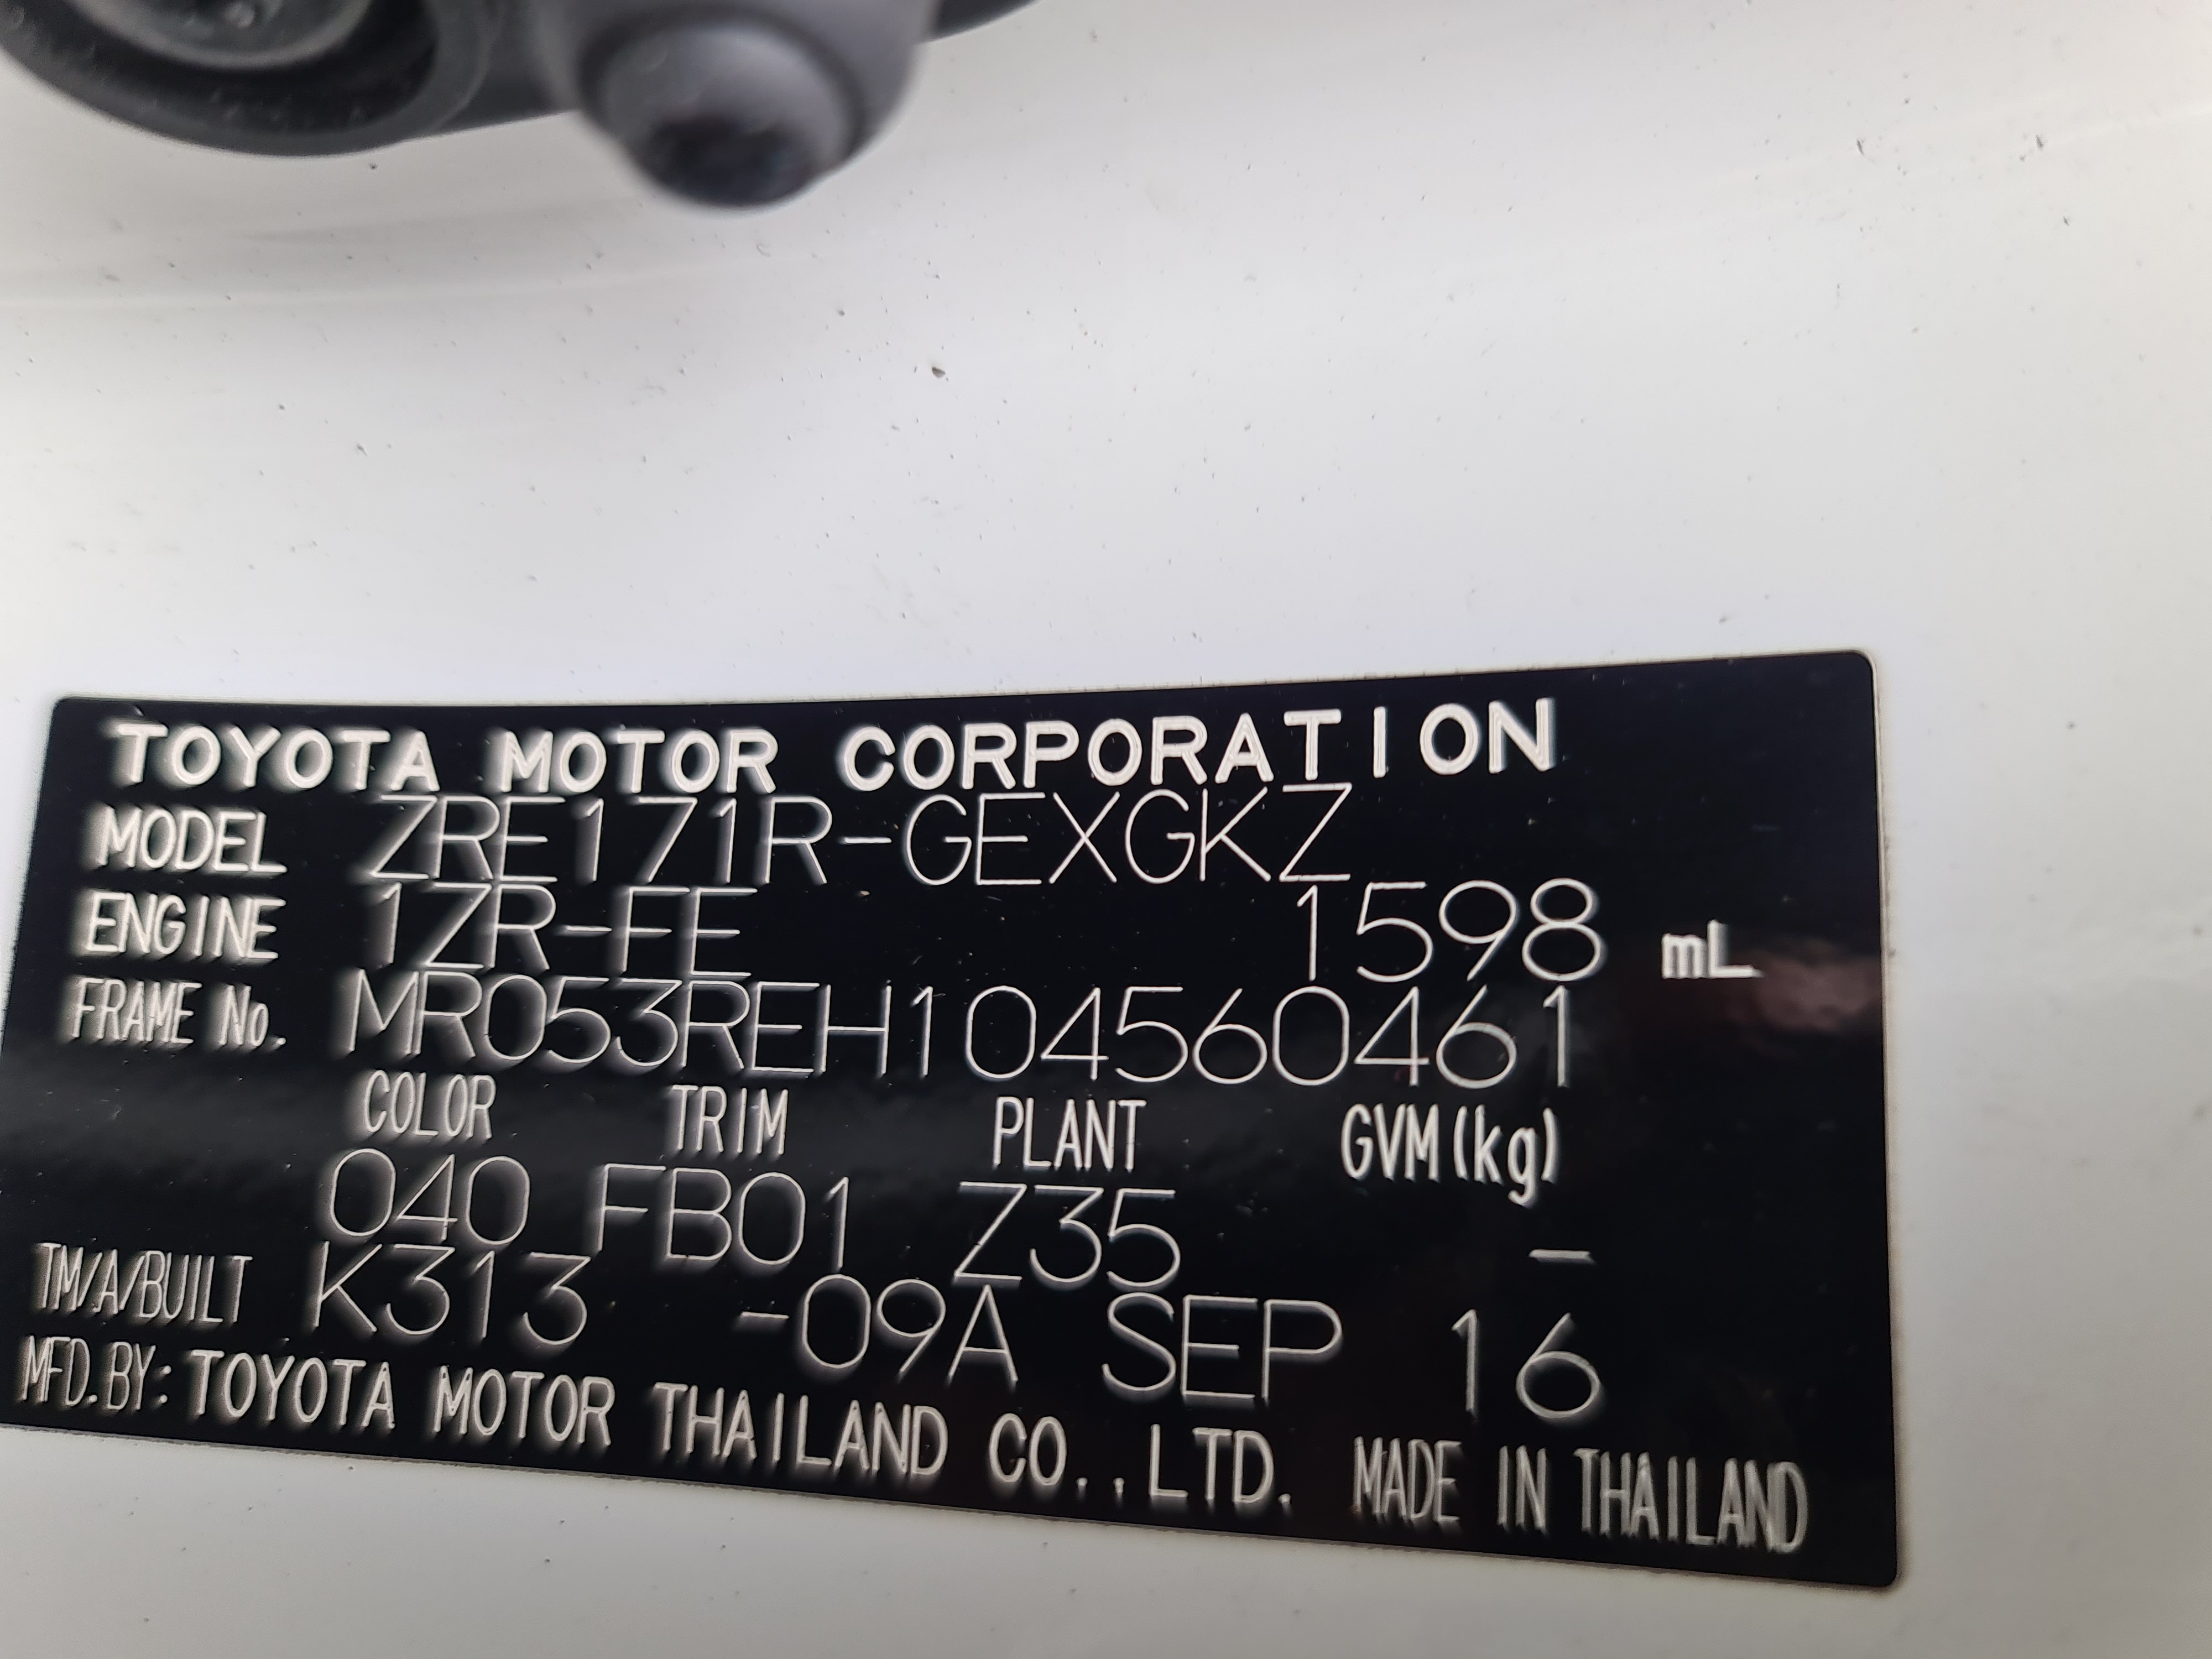 TOYOTA MOTOR CORPORATION
MODEL ZRE171R-GEXGKZ
ENGINE 1ZR-FE 1598 mL
FRAME No. MR053REH104560461
COLOR TRIM PLANT GVM(kg)
040 FB01 Z35 -
TM/A/BUILT K313 -09A SEP 16
MFD.BY: TOYOTA MOTOR THAILAND CO.,LTD. MADE IN THAILAND